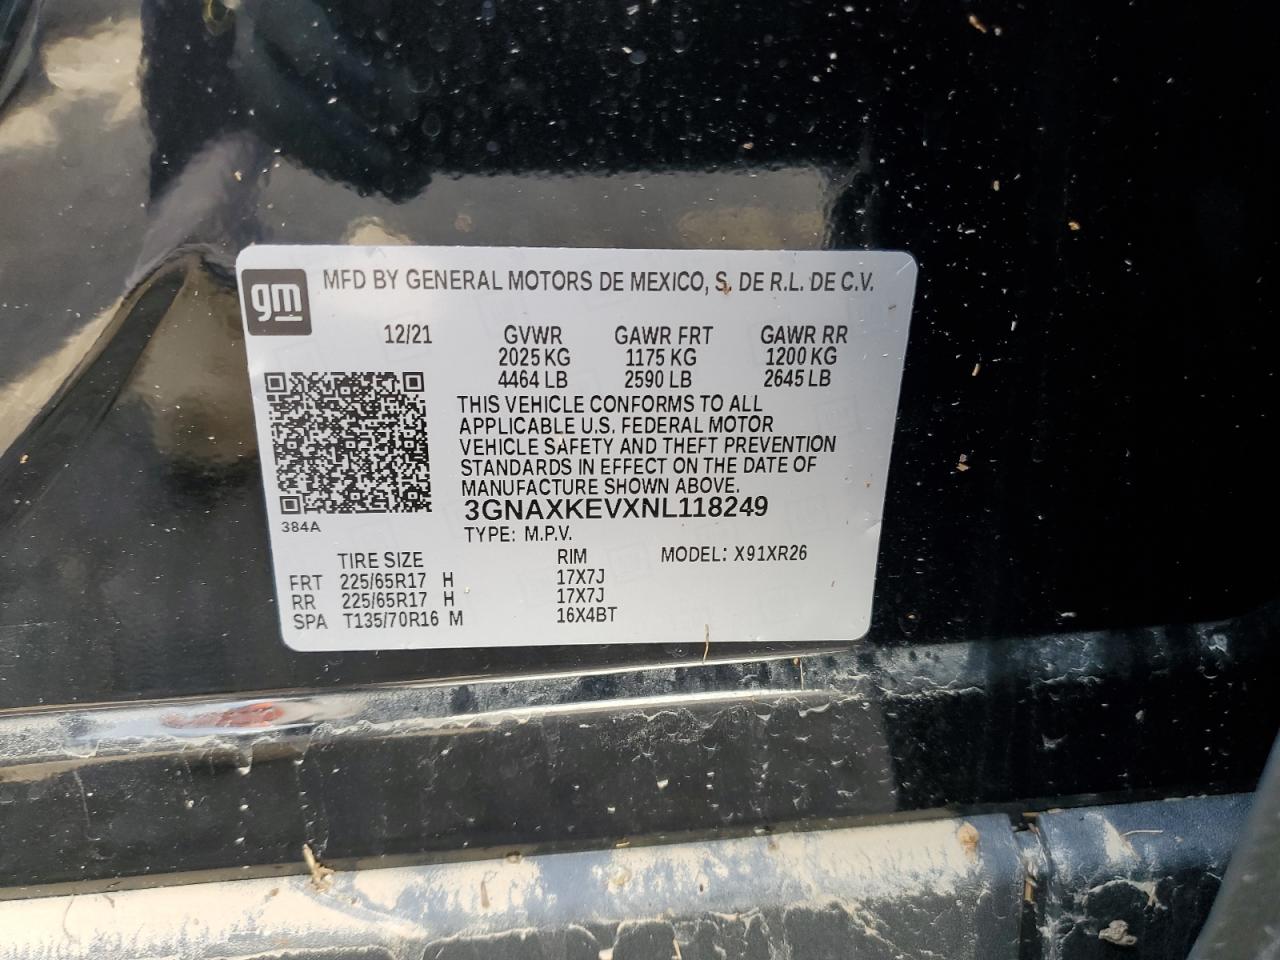 gm
MFD BY GENERAL MOTORS DE MEXICO, S. DE R.L. DE C.V.
12/21 GVWR GAWR FRT GAWR RR
2025 KG 1175 KG 1200 KG
4464 LB 2590 LB 2645 LB
THIS VEHICLE CONFORMS TO ALL
APPLICABLE U.S. FEDERAL MOTOR
VEHICLE SAFETY AND THEFT PREVENTION
STANDARDS IN EFFECT ON THE DATE OF
MANUFACTURE SHOWN ABOVE.
3GNAXKEVXNL118249
384A
TYPE: M.P.V.
TIRE SIZE RIM MODEL: X91XR26
FRT 225/65R17 H 17X7J
RR 225/65R17 H 17X7J
SPA T135/70R16 M 16X4BT